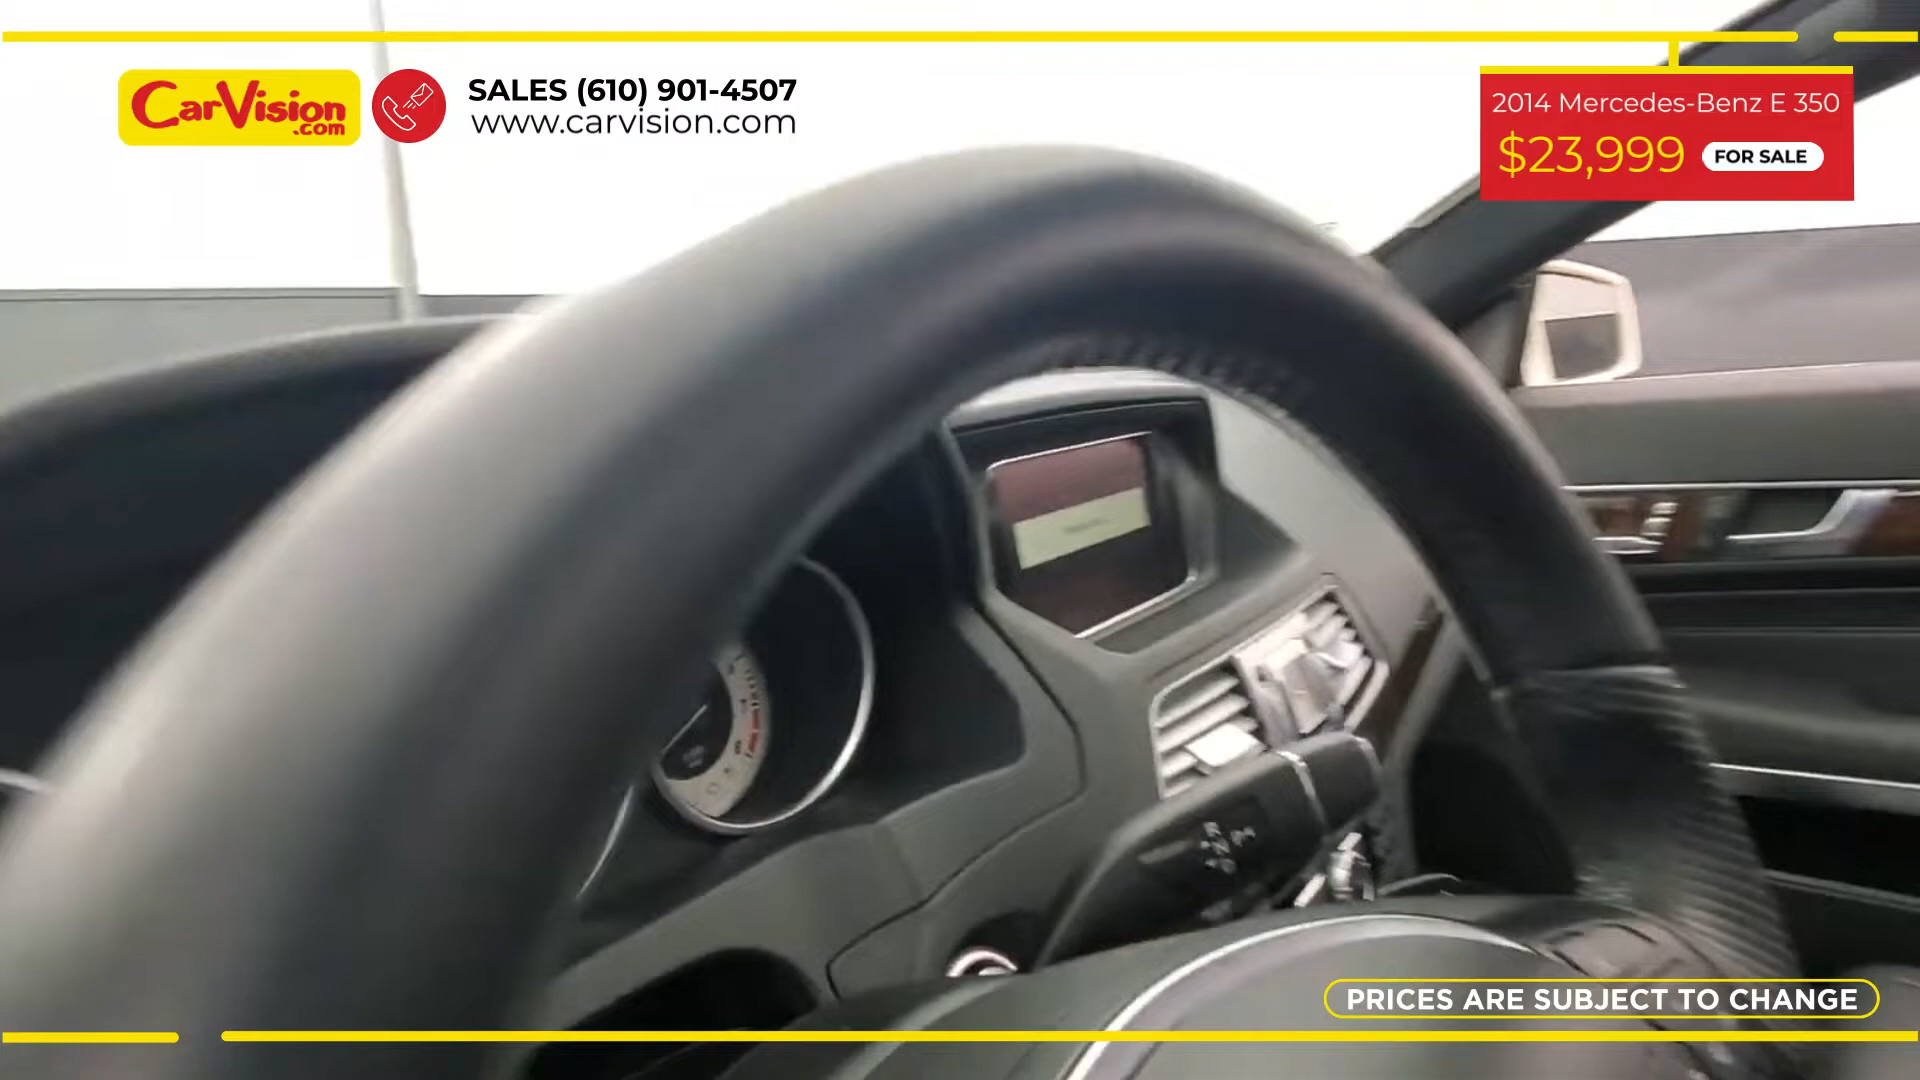 CarVision
.com
SALES (610) 901-4507
www.carvision.com
2014 Mercedes-Benz E 350
$23,999
FOR SALE
R
N
D
PRICES ARE SUBJECT TO CHANGE